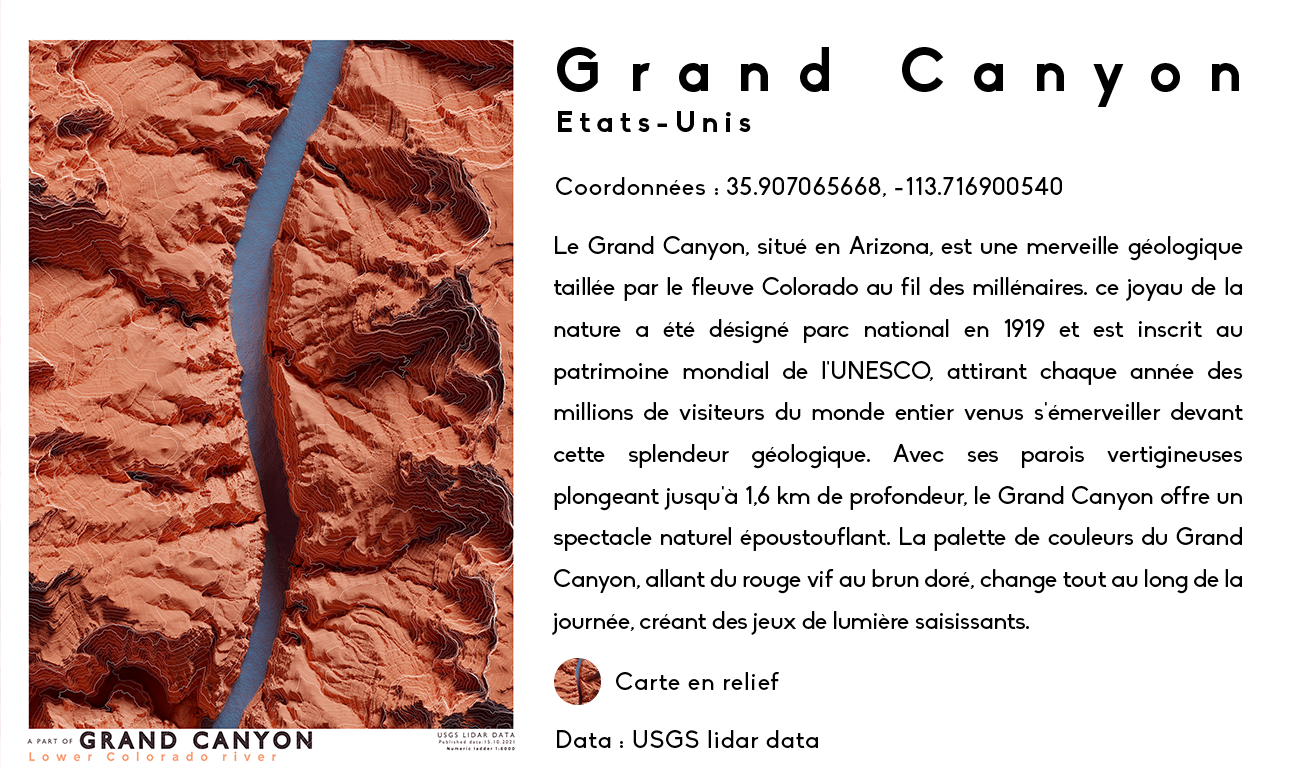 Grand Canyon
Etats-Unis
Coordonnées : 35.907065668, -113.716900540
Le Grand Canyon, situé en Arizona, est une merveille géologique
taillée par le fleuve Colorado au fil des millénaires. ce joyau de la
nature a été désigné parc national en 1919 et est inscrit au
patrimoine mondial de l'UNESCO, attirant chaque année des
millions de visiteurs du monde entier venus s'émerveiller devant
cette splendeur géologique. Avec ses parois vertigineuses
plongeant jusqu'à 1,6 km de profondeur, le Grand Canyon offre un
spectacle naturel époustouflant. La palette de couleurs du Grand
Canyon, allant du rouge vif au brun doré, change tout au long de la
journée, créant des jeux de lumière saisissants.
Carte en relief
Data : USGS lidar data
A PART OF GRAND CANYON
Lower Colorado river
USGS LIDAR DATA
Published date:15.10.2021
Numeric ladder 1:6000